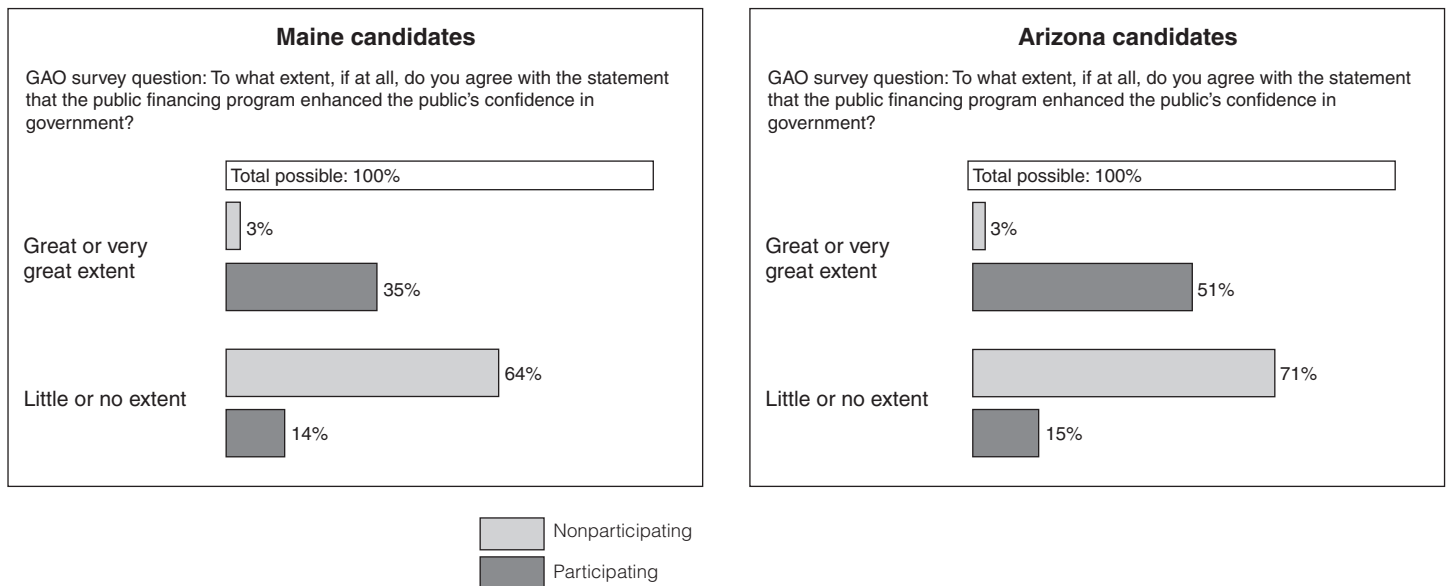 Maine candidates
GAO survey question: To what extent, if at all, do you agree with the statement
that the public financing program enhanced the public's confidence in
government?
Total possible: 100%
Great or very
great extent
3%
35%
Little or no extent
64%
14%
Arizona candidates
GAO survey question: To what extent, if at all, do you agree with the statement
that the public financing program enhanced the public's confidence in
government?
Total possible: 100%
Great or very
great extent
3%
51%
Little or no extent
71%
15%
Nonparticipating
Participating